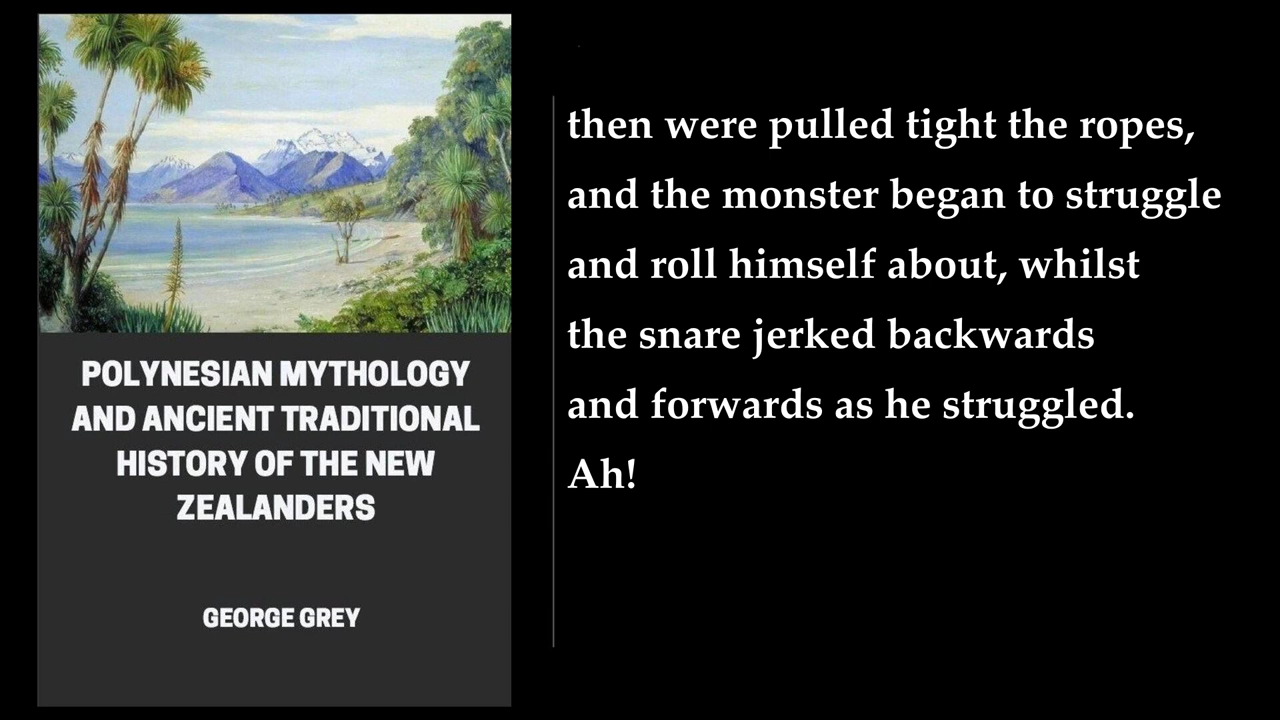 POLYNESIAN MYTHOLOGY
AND ANCIENT TRADITIONAL
HISTORY OF THE NEW
ZEALANDERS
GEORGE GREY
then were pulled tight the ropes,
and the monster began to struggle
and roll himself about, whilst
the snare jerked backwards
and forwards as he struggled.
Ah!